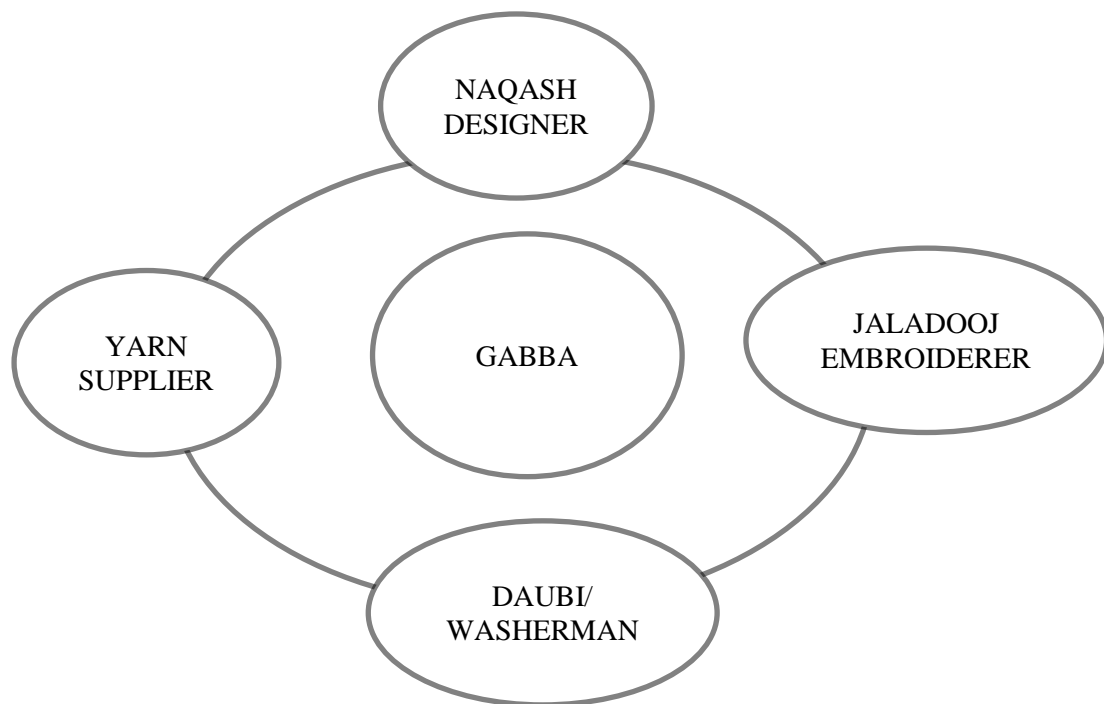 NAQASH
DESIGNER
YARN
SUPPLIER
GABBA
JALADOOJ
EMBROIDERER
DAUBI/
WASHERMAN